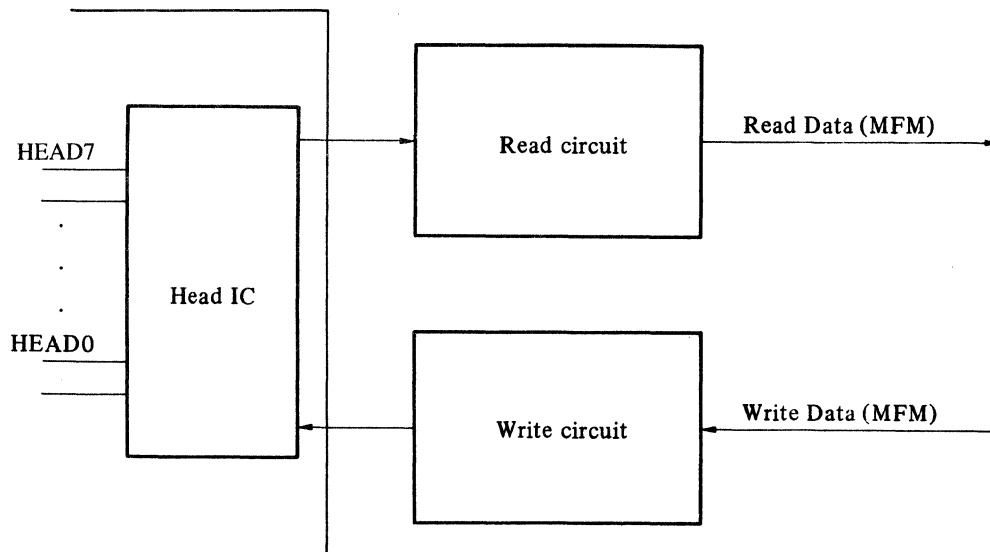 HEAD7
Head IC
HEAD0
Read circuit
Read Data (MFM)
Write circuit
Write Data (MFM)